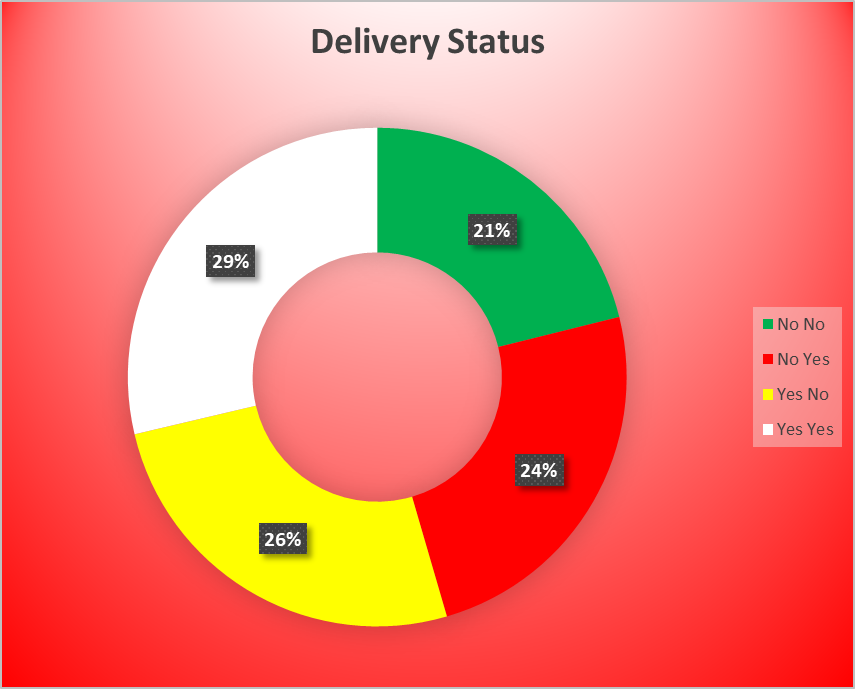 Delivery Status
21%
29%
24%
26%
No No
No Yes
Yes No
Yes Yes